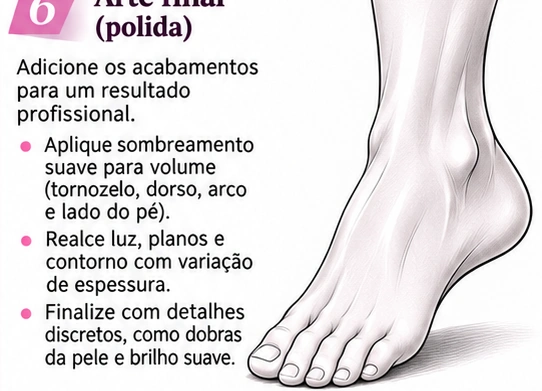 6
Arte final
(polida)
Adicione os acabamentos
para um resultado
profissional.
Aplique sombreamento
suave para volume
(tornozelo, dorso, arco
e lado do pé).
Realce luz, planos e
contorno com variação
de espessura.
Finalize com detalhes
discretos, como dobras
da pele e brilho suave.